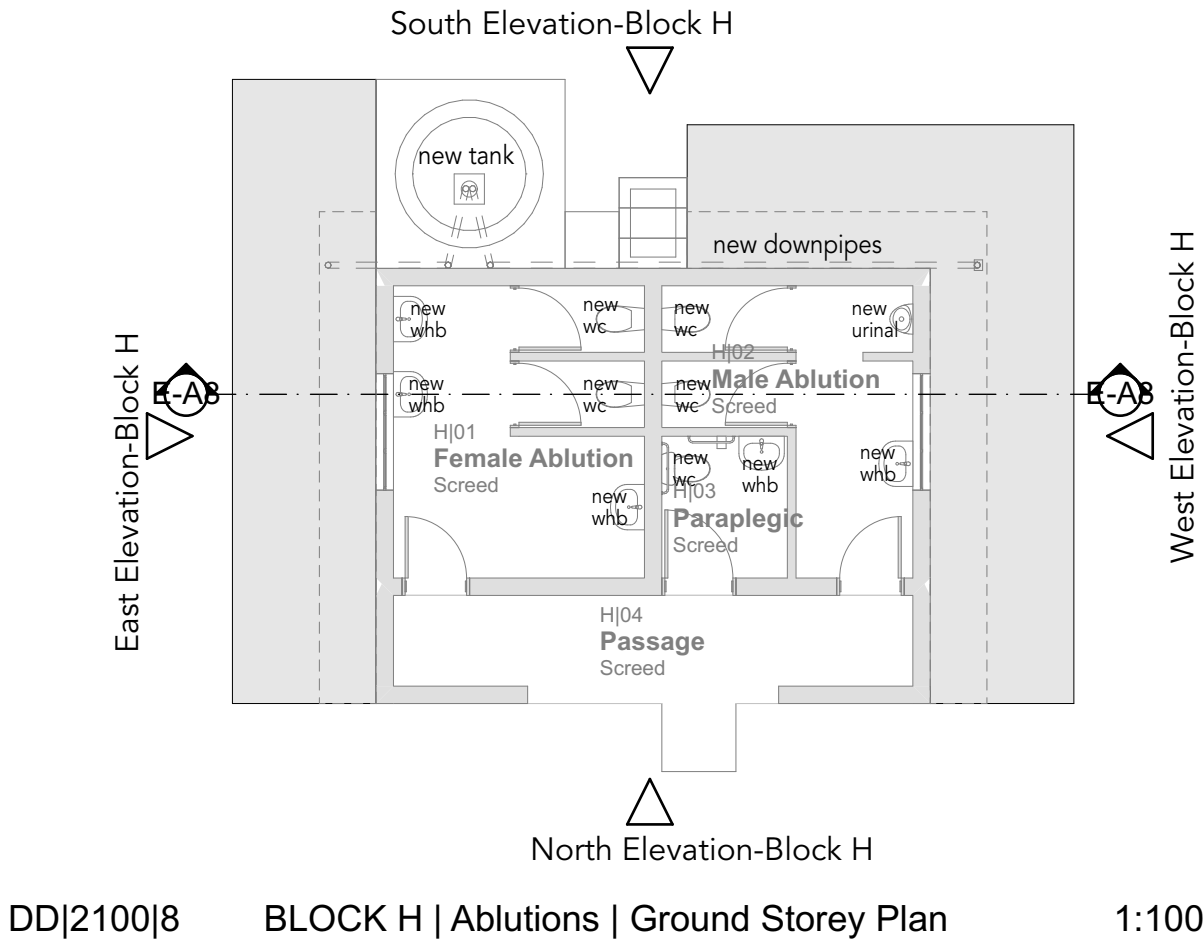 South Elevation-Block H
new tank
new downpipes
new
whb
new
wc
new
wc
new
urinal
H|02
Male Ablution
Screed
new
whb
new
wc
new
wc
E-A8
E-A8
East Elevation-Block H
West Elevation-Block H
H|01
Female Ablution
Screed
new
whb
new
wc
new
whb
new
whb
H|03
Paraplegic
Screed
H|04
Passage
Screed
North Elevation-Block H
DD|2100|8 BLOCK H | Ablutions | Ground Storey Plan 1:100